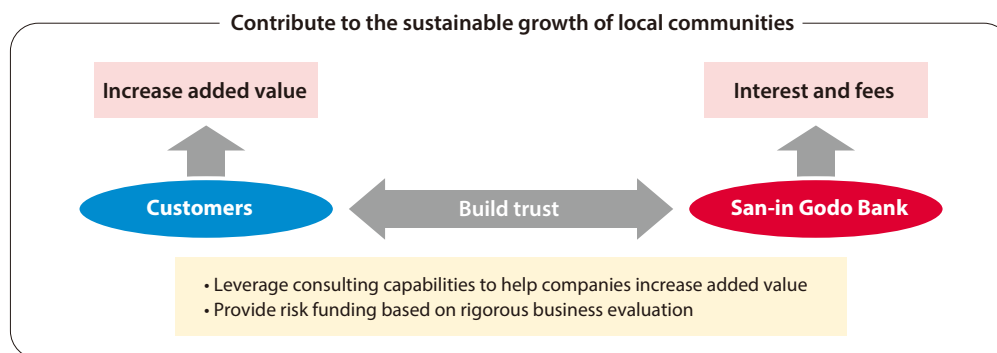 Contribute to the sustainable growth of local communities
Increase added value
Interest and fees
Customers
Build trust
San-in Godo Bank
• Leverage consulting capabilities to help companies increase added value
• Provide risk funding based on rigorous business evaluation